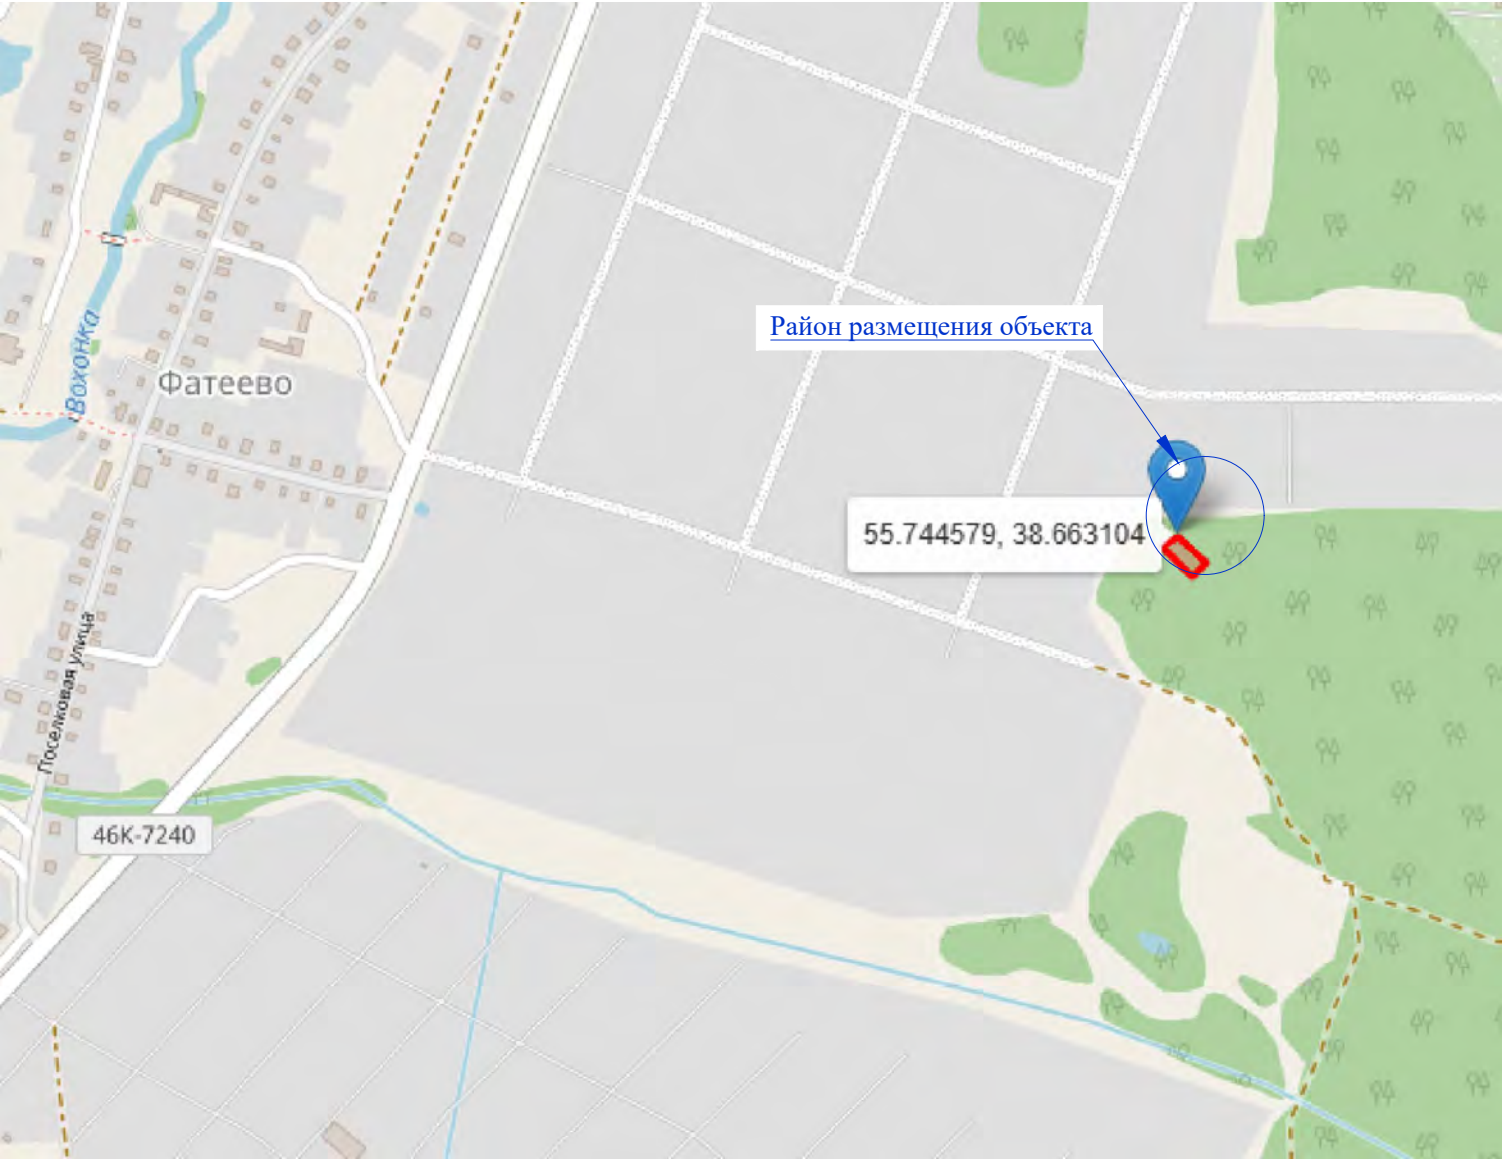 Район размещения объекта
Вохонка
Фатеево
55.744579, 38.663104
Поселковая улица
46К-7240